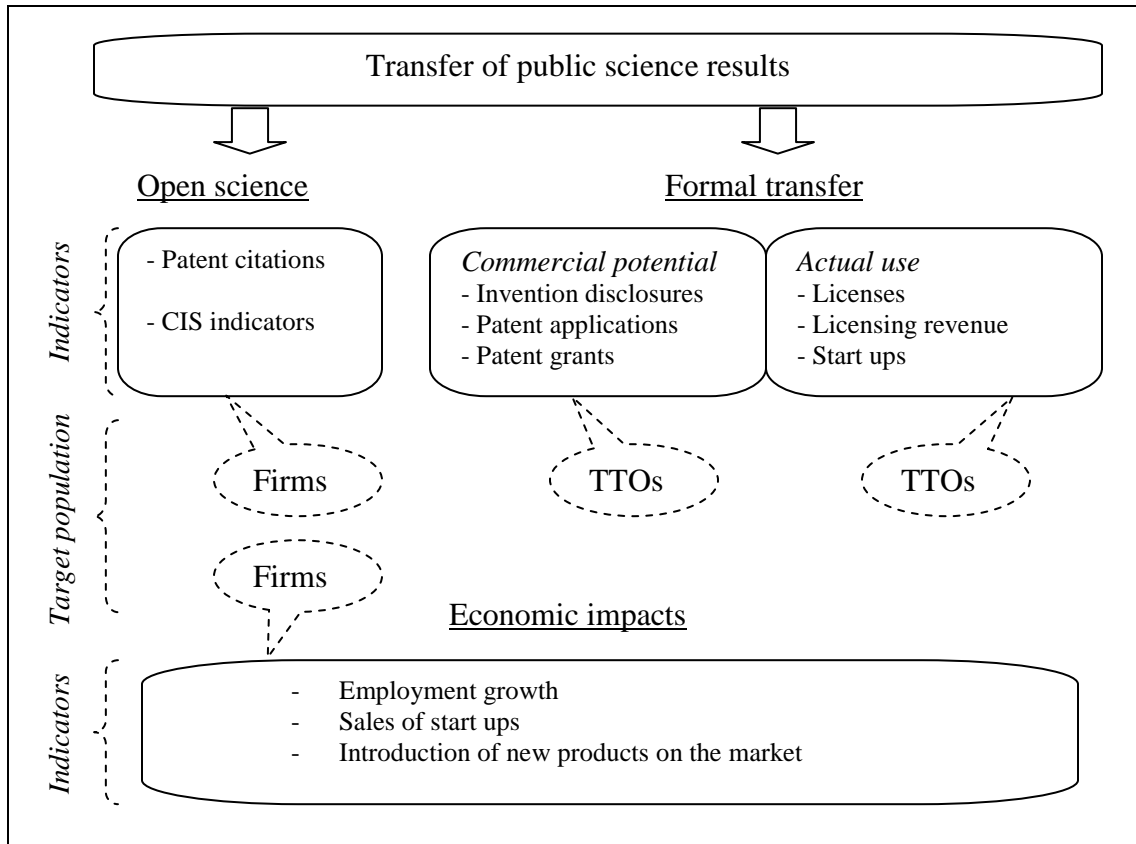 Transfer of public science results
Open science
Formal transfer
Indicators
- Patent citations
- CIS indicators
Commercial potential
- Invention disclosures
- Patent applications
- Patent grants
Actual use
- Licenses
- Licensing revenue
- Start ups
Target population
Firms
TTOs
TTOs
Firms
Economic impacts
Indicators
- Employment growth
- Sales of start ups
- Introduction of new products on the market